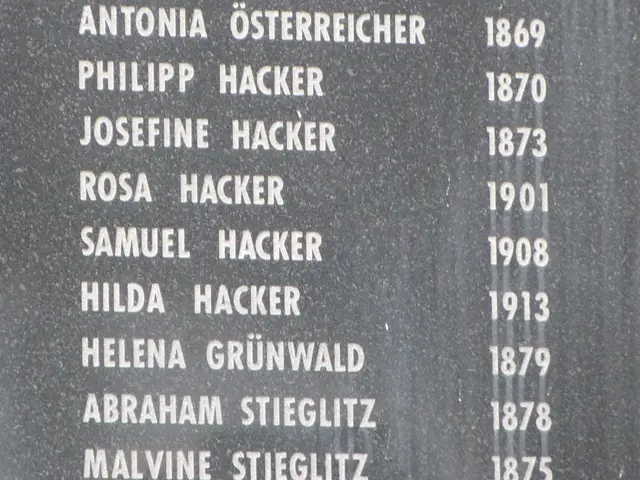 ANTONIA ÖSTERREICHER 1869
PHILIPP HACKER 1870
JOSEFINE HACKER 1873
ROSA HACKER 1901
SAMUEL HACKER 1908
HILDA HACKER 1913
HELENA GRÜNWALD 1879
ABRAHAM STIEGLITZ 1878
MALVINE STIEGLITZ 1875